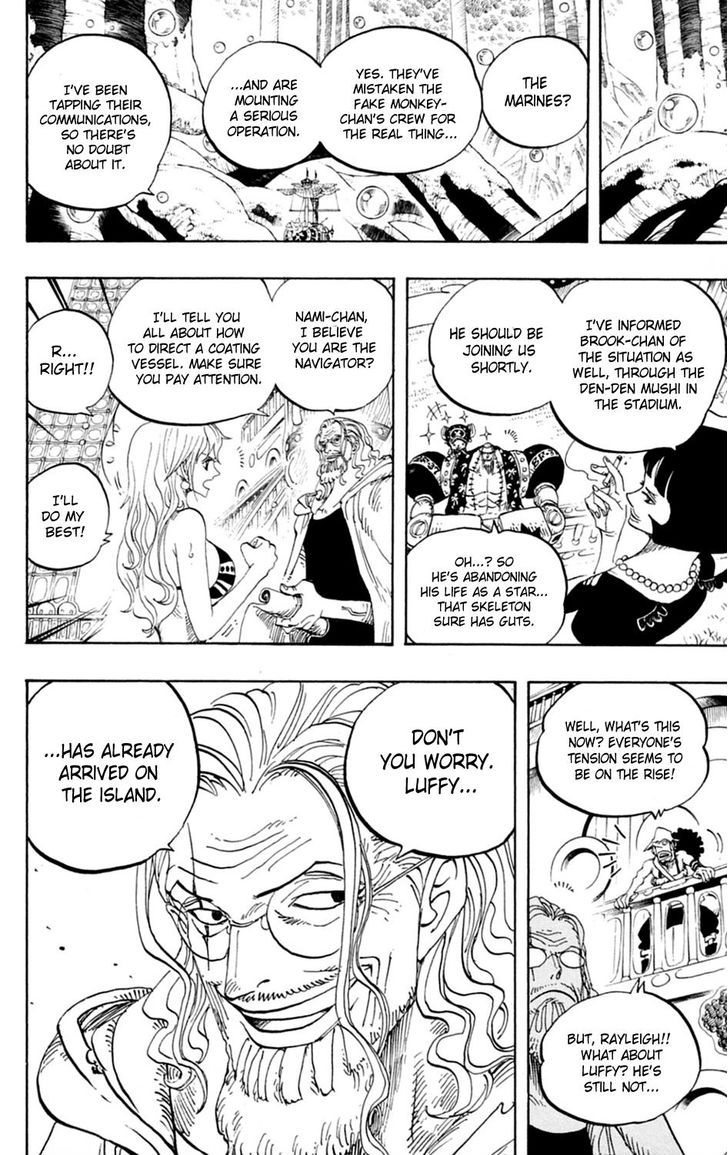 THE
MARINES?
YES. THEY'VE
MISTAKEN THE
FAKE MONKEY-
CHAN'S CREW FOR
THE REAL THING...
...AND ARE
MOUNTING
A SERIOUS
OPERATION.
I'VE BEEN
TAPPING THEIR
COMMUNICATIONS,
SO THERE'S
NO DOUBT
ABOUT IT.
I'VE INFORMED
BROOK-CHAN
OF THE
SITUATION AS
WELL, THROUGH THE
DEN-DEN MUSHI
IN THE
STADIUM.
HE SHOULD BE
JOINING US
SHORTLY.
OH...? SO
HE'S ABANDONING
HIS LIFE AS A STAR...
THAT SKELETON
SURE HAS GUTS.
NAMI-CHAN,
I BELIEVE
YOU ARE THE
NAVIGATOR?
I'LL TELL YOU
ALL ABOUT HOW
TO DIRECT A COATING
VESSEL. MAKE SURE
YOU PAY ATTENTION.
R...
RIGHT!!
I'LL
DO MY
BEST!
WELL, WHAT'S THIS
NOW? EVERYONE'S
TENSION SEEMS TO
BE ON THE RISE!
BUT, RAYLEIGH!!
WHAT ABOUT
LUFFY? HE'S
STILL NOT...
DON'T
YOU WORRY.
LUFFY...
...HAS ALREADY
ARRIVED ON
THE ISLAND.